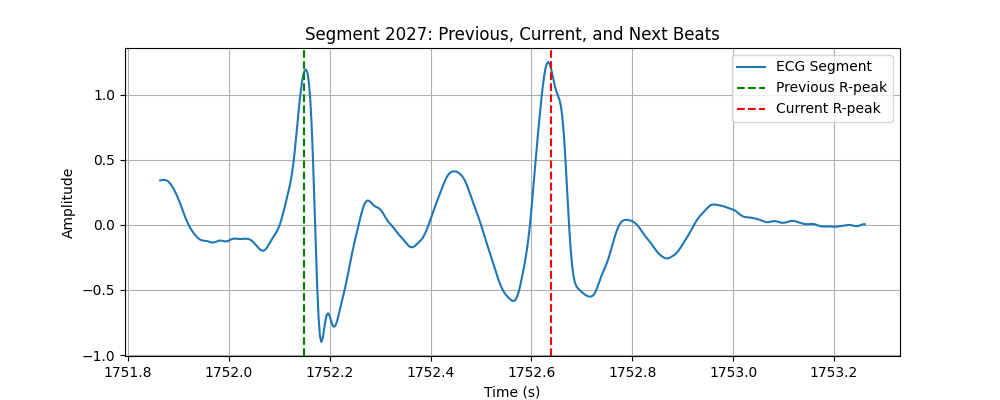 Segment 2027: Previous, Current, and Next Beats
ECG Segment
Previous R-peak
Current R-peak
1.0
0.5
0.0
−0.5
−1.0
Amplitude
1751.8 1752.0 1752.2 1752.4 1752.6 1752.8 1753.0 1753.2
Time (s)